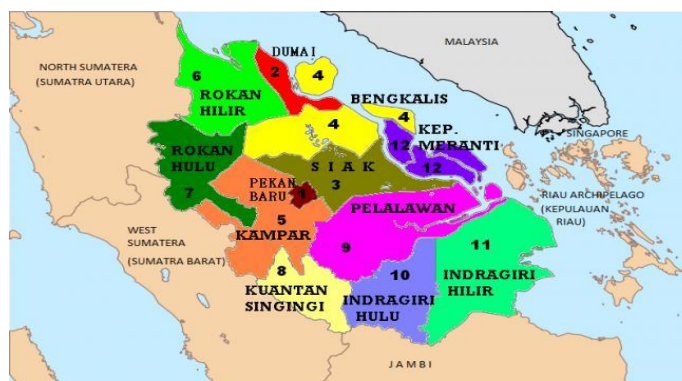 MALAYSIA
NORTH SUMATERA
(SUMATRA UTARA)
DUMAI
6
2
4
ROKAN
HILIR
BENGKALIS
4
4
KEP.
MERANTI
SINGAPORE
ROKAN
HULU
12
SIAK
12
PEKAN
BARU
1
3
7
PELALAWAN
RIAU ARCHIPELAGO
(KEPULAUAN
RIAU)
5
KAMPAR
WEST
SUMATERA
(SUMATRA BARAT)
9
11
8
10
KUANTAN
SINGINGI
INDRAGIRI
HULU
INDRAGIRI
HILIR
JAMBI